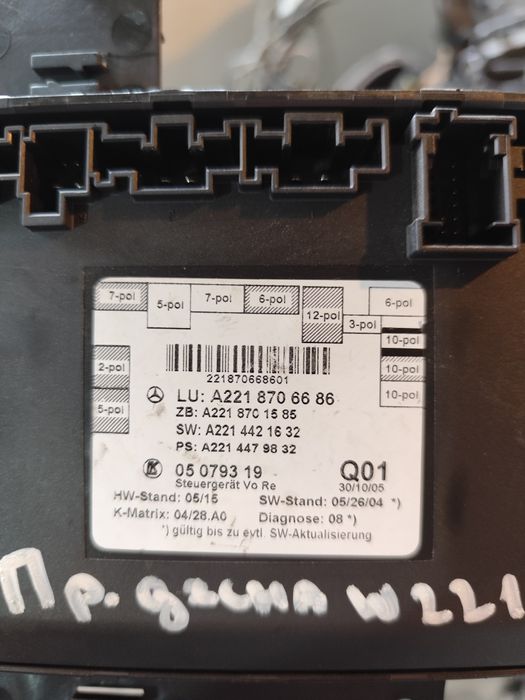 7-pol 5-pol 7-pol 6-pol 12-pol 3-pol 6-pol
10-pol
2-pol 10-pol
5-pol 10-pol
221870668601
LU: A221 870 66 86
ZB: A221 870 15 85
SW: A221 442 16 32
PS: A221 447 98 32
05 0793 19 Q01
Steuergerät Vo Re 30/10/05
HW-Stand: 05/15 SW-Stand: 05/26/04 *)
K-Matrix: 04/28.A0 Diagnose: 08 *)
*) gültig bis zu evtl. SW-Aktualisierung
Пр. дясна W221